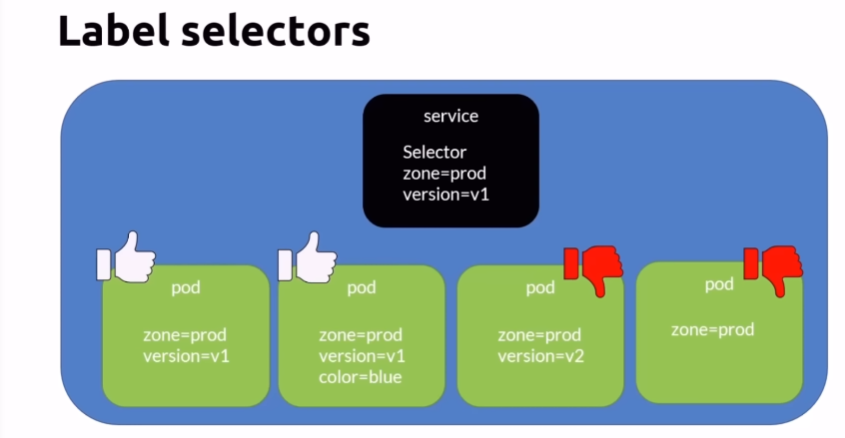 Label selectors
service
Selector
zone=prod
version=v1
pod
zone=prod
version=v1
pod
zone=prod
version=v1
color=blue
pod
zone=prod
version=v2
pod
zone=prod